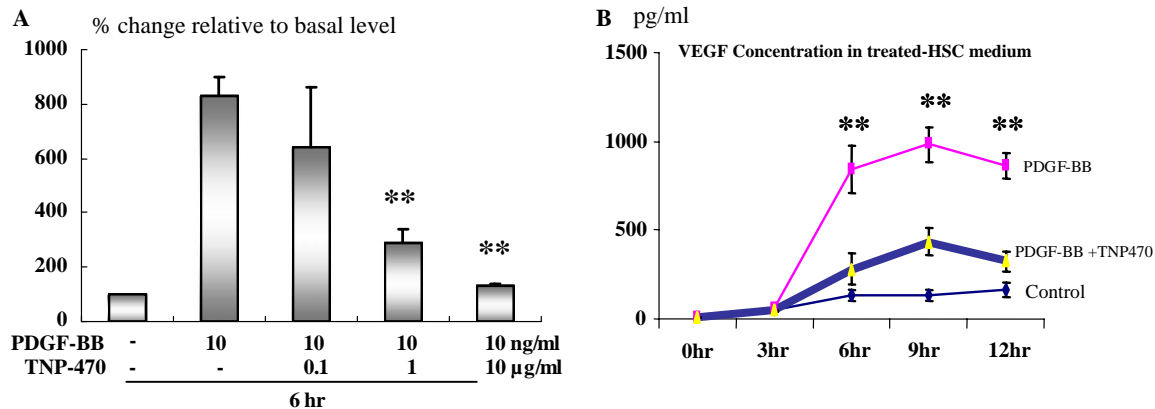 A
% change relative to basal level
1000
800
600
400
200
0
**
**
PDGF-BB - 10 10 10 10 ng/ml
TNP-470 - - 0.1 1 10 µg/ml
6 hr
B pg/ml
VEGF Concentration in treated-HSC medium
1500
1000
500
0
** ** **
PDGF-BB
PDGF-BB +TNP470
Control
0hr 3hr 6hr 9hr 12hr